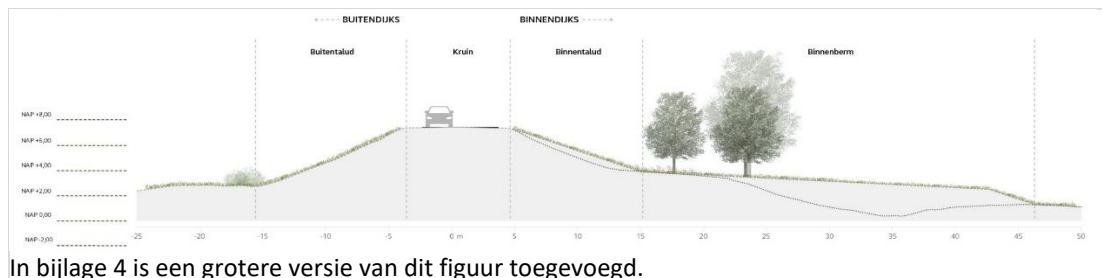 BUITENDIJKS BINNENDIJKS
Buitentalud Kruin Binnentalud Binnenberm
NAP +8,00
NAP +6,00
NAP +4,00
NAP +2,00
NAP 0,00
NAP -2,00
-25 -20 -15 -10 -5 0 m 5 10 15 20 25 30 35 40 45 50
In bijlage 4 is een grotere versie van dit figuur toegevoegd.